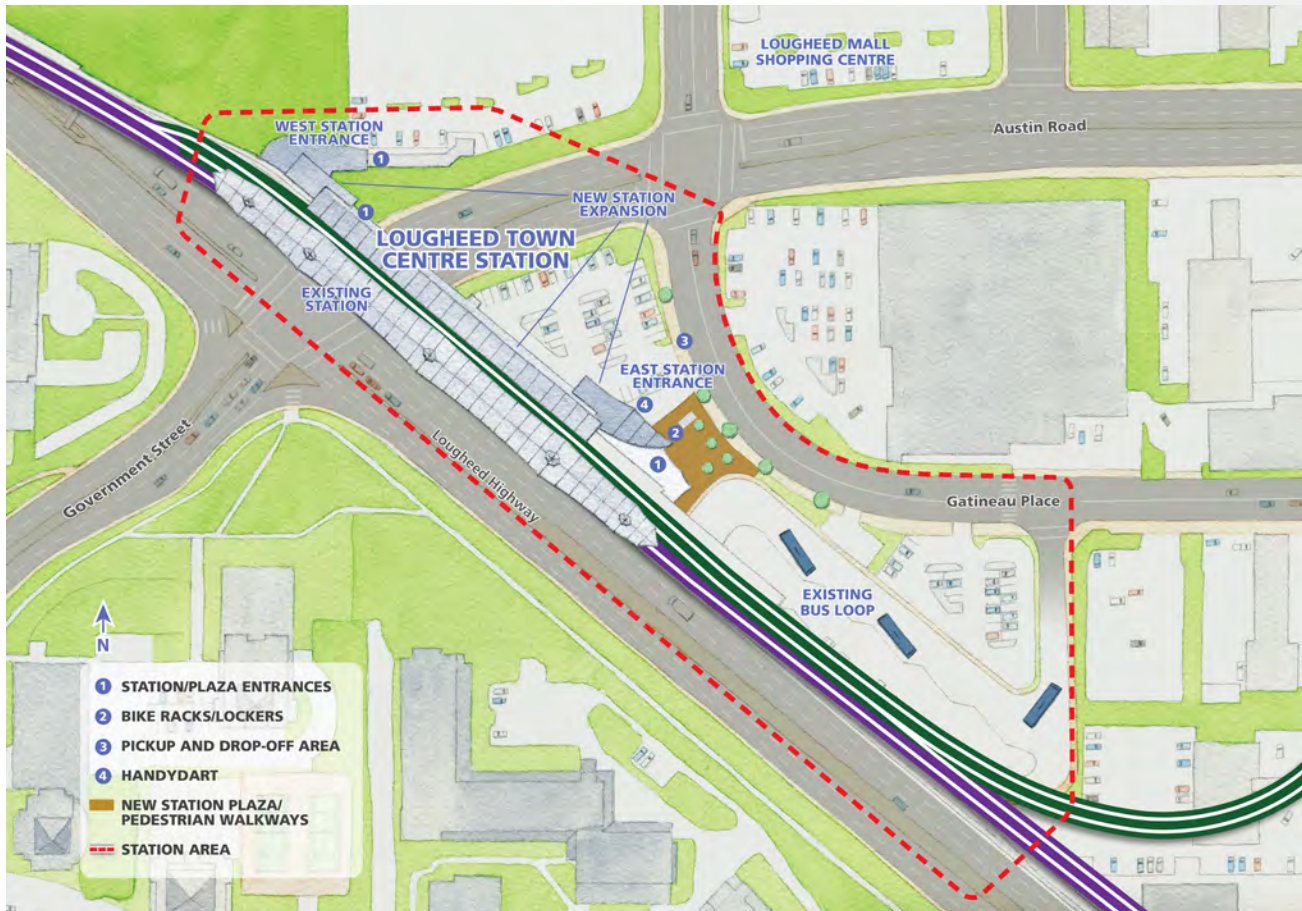 LOUGHEED MALL
SHOPPING CENTRE
Austin Road
WEST STATION
ENTRANCE
1
NEW STATION
EXPANSION
1
LOUGHEED TOWN
CENTRE STATION
EXISTING
STATION
3
EAST STATION
ENTRANCE
4
2
1
Government Street
Lougheed Highway
Gatineau Place
EXISTING
BUS LOOP
N
1 STATION/PLAZA ENTRANCES
2 BIKE RACKS/LOCKERS
3 PICKUP AND DROP-OFF AREA
4 HANDYDART
NEW STATION PLAZA/
PEDESTRIAN WALKWAYS
STATION AREA